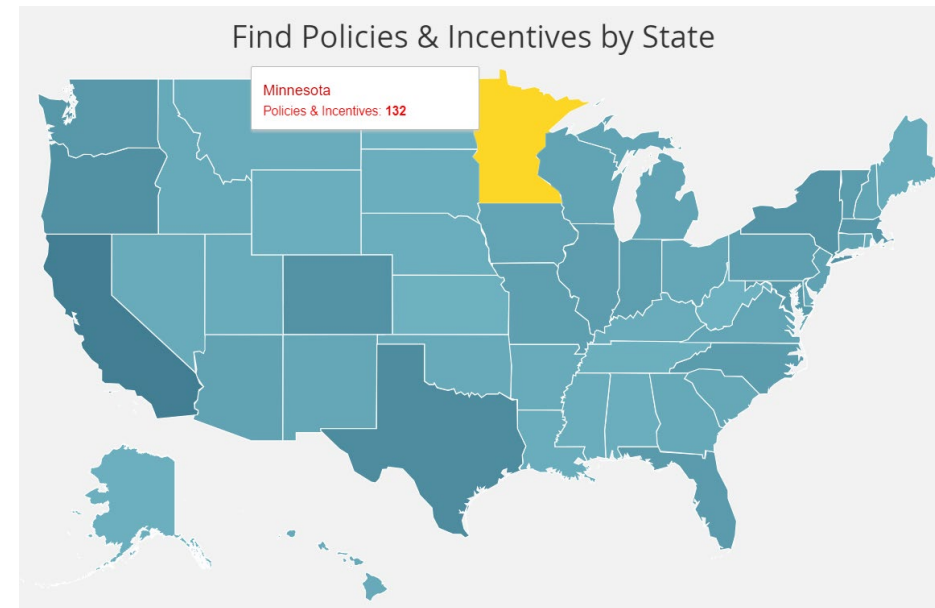 Find Policies & Incentives by State
Minnesota
Policies & Incentives: 132